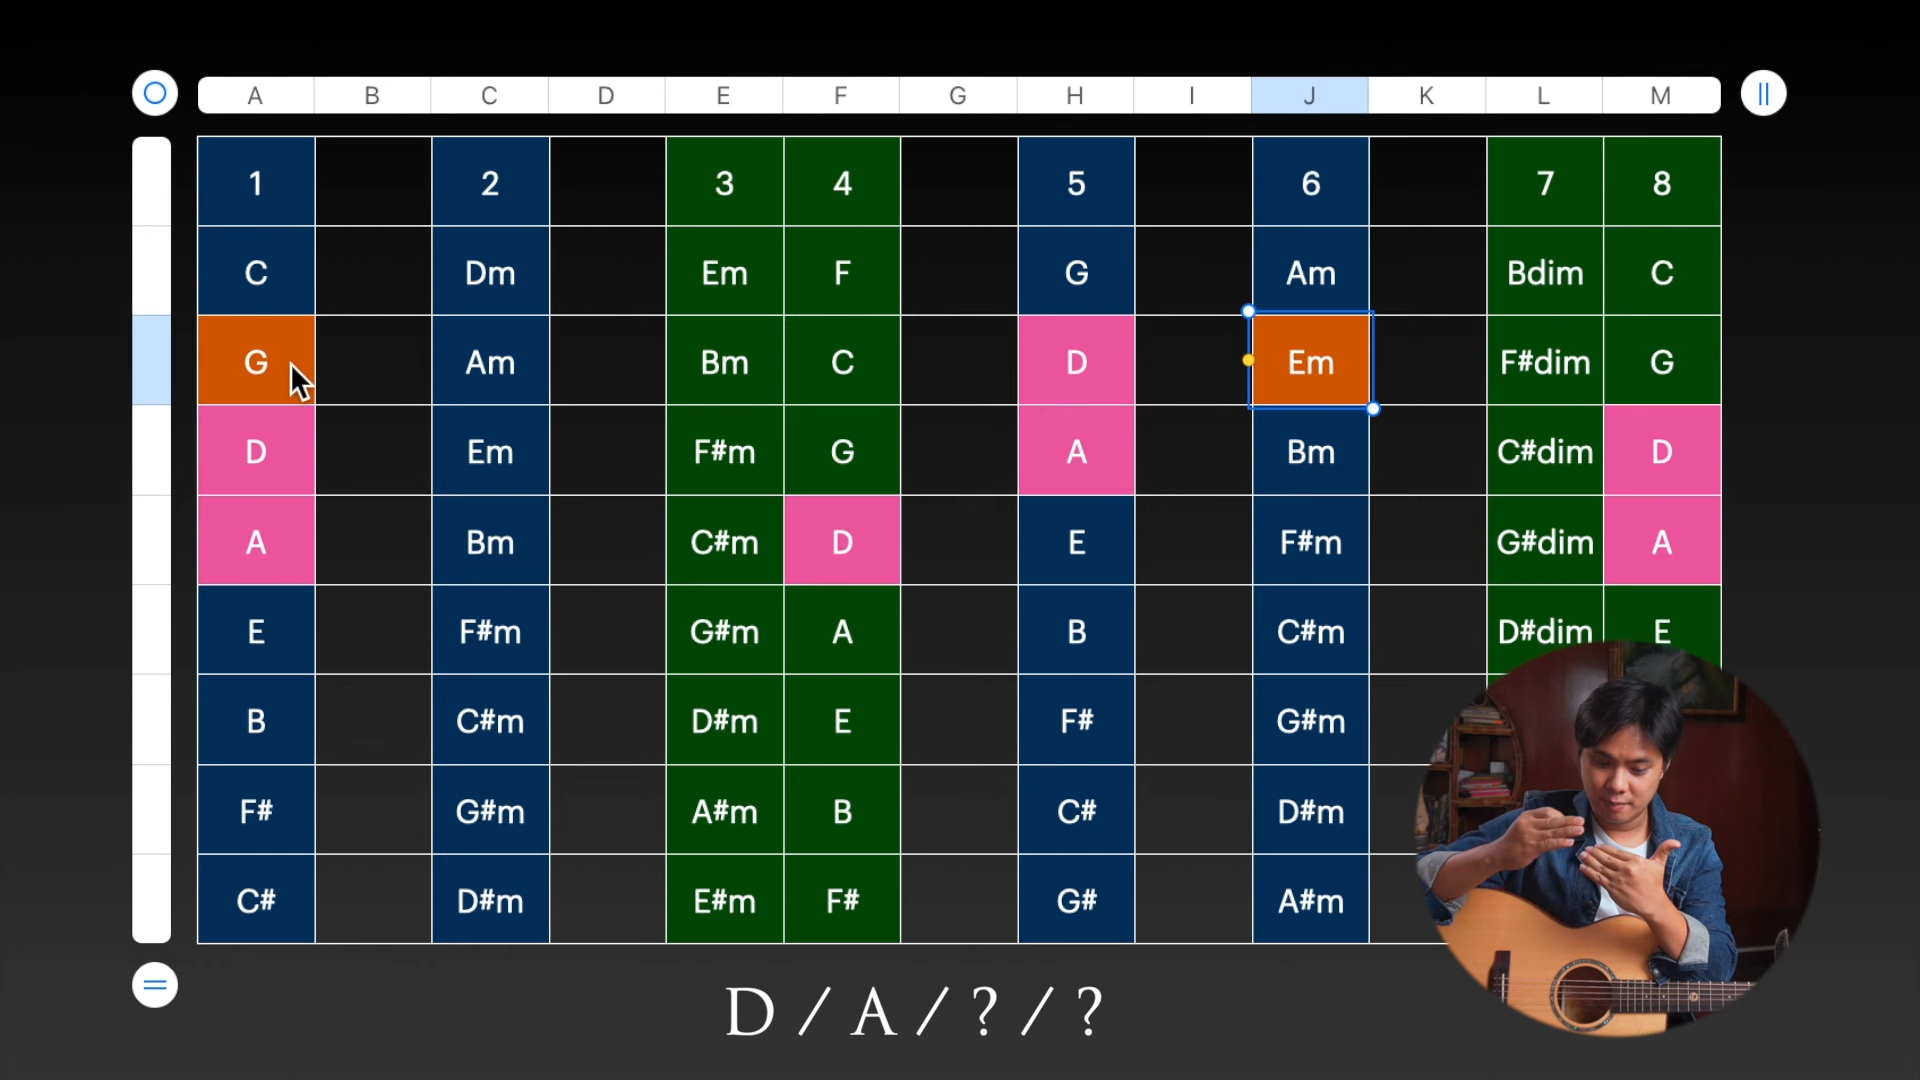 A B C D E F G H I J K L M
1 2 3 4 5 6 7 8
C Dm Em F G Am Bdim C
G Am Bm C D Em F#dim G
D Em F#m G A Bm C#dim D
A Bm C#m D E F#m G#dim A
E F#m G#m A B C#m D#dim E
B C#m D#m E F# G#m
F# G#m A#m B C# D#m
C# D#m E#m F# G# A#m
D / A / ? / ?